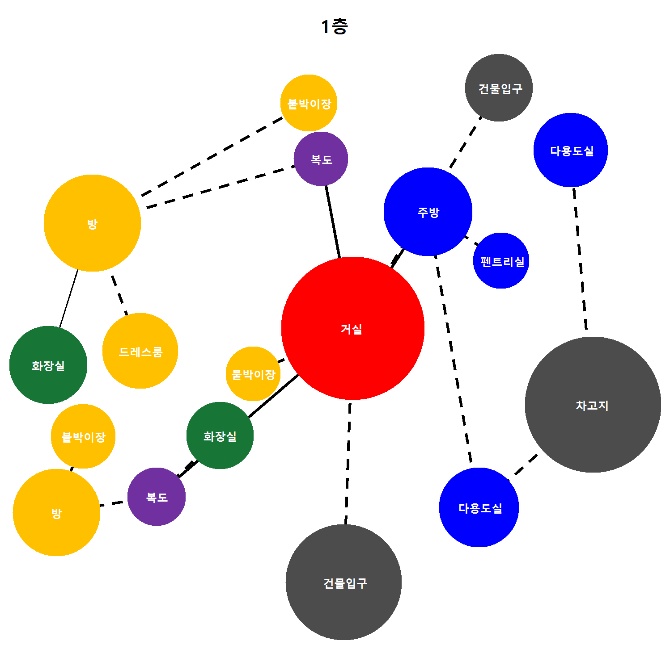 1층
건물입구
붙박이장
다용도실
복도
주방
방
펜트리실
거실
드레스룸
화장실
붙박이장
차고지
붙박이장
화장실
복도
다용도실
방
건물입구